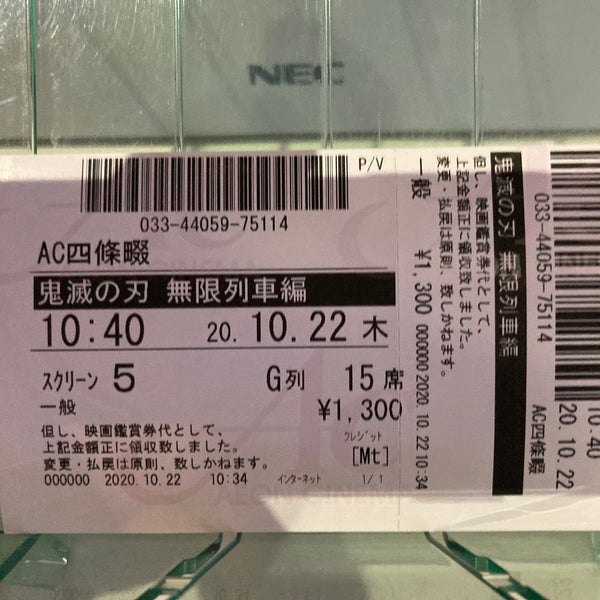 NEC
P/V
033-44059-75114
AC四條畷
鬼滅の刃 無限列車編
10:40 20.10.22 木
スクリーン 5 G列 15席
一般 ¥1,300
但し、映画鑑賞券代として、 クレジット
上記金額正に領収致しました。 [Mt]
変更・払戻は原則、致しかねます。
000000 2020.10.22 10:34 インターネット 1/1
鬼滅の刃 無限列車編
但し、映画鑑賞券代として、
上記金額正に領収致しました。
変更・払戻は原則、致しかねます。
一般 ¥1,300 000000 2020.10.22 10:34
033-44059-75114
AC四條畷
20.10.22
10:40